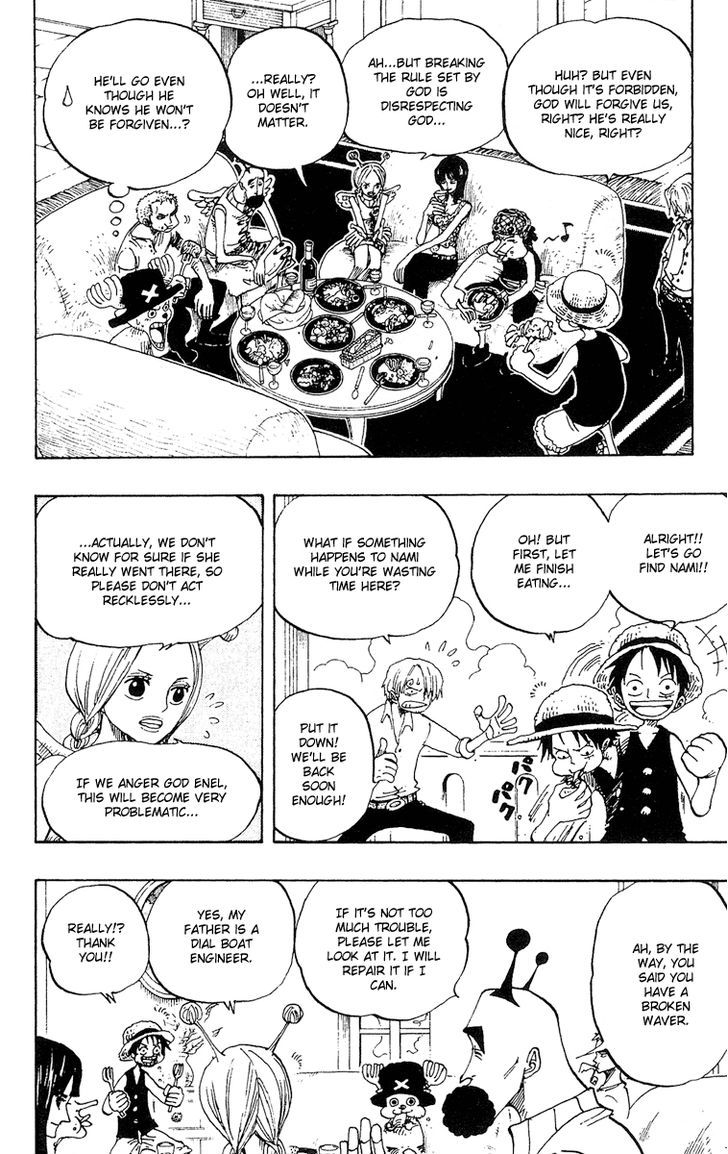 HUH? BUT EVEN
THOUGH IT'S FORBIDDEN,
GOD WILL FORGIVE US,
RIGHT? HE'S REALLY
NICE, RIGHT?
AH...BUT BREAKING
THE RULE SET BY
GOD IS
DISRESPECTING
GOD...
...REALLY?
OH WELL, IT
DOESN'T
MATTER.
HE'LL GO EVEN
THOUGH HE
KNOWS HE WON'T
BE FORGIVEN...?
ALRIGHT!!
LET'S GO
FIND NAMI!!
OH! BUT
FIRST, LET
ME FINISH
EATING...
WHAT IF SOMETHING
HAPPENS TO NAMI
WHILE YOU'RE WASTING
TIME HERE?
PUT IT
DOWN!
WE'LL BE
BACK
SOON
ENOUGH!
パク
パク
...ACTUALLY, WE DON'T
KNOW FOR SURE IF SHE
REALLY WENT THERE, SO
PLEASE DON'T ACT
RECKLESSLY...
IF WE ANGER GOD ENEL,
THIS WILL BECOME VERY
PROBLEMATIC...
AH, BY THE
WAY, YOU
SAID YOU
HAVE A
BROKEN
WAVER.
IF IT'S NOT TOO
MUCH TROUBLE,
PLEASE LET ME
LOOK AT IT. I WILL
REPAIR IT IF I
CAN.
YES, MY
FATHER IS A
DIAL BOAT
ENGINEER.
REALLY!?
THANK
YOU!!